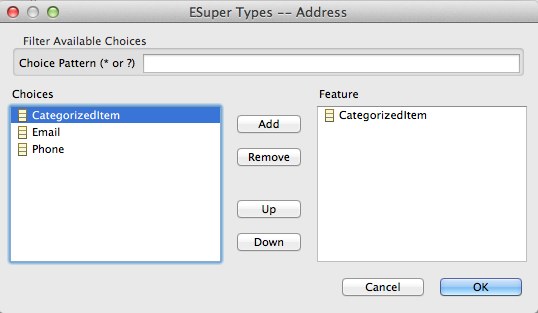 ESuper Types -- Address
Filter Available Choices
Choice Pattern (* or ?)
Choices
CategorizedItem
Email
Phone
Add
Remove
Up
Down
Feature
CategorizedItem
Cancel
OK